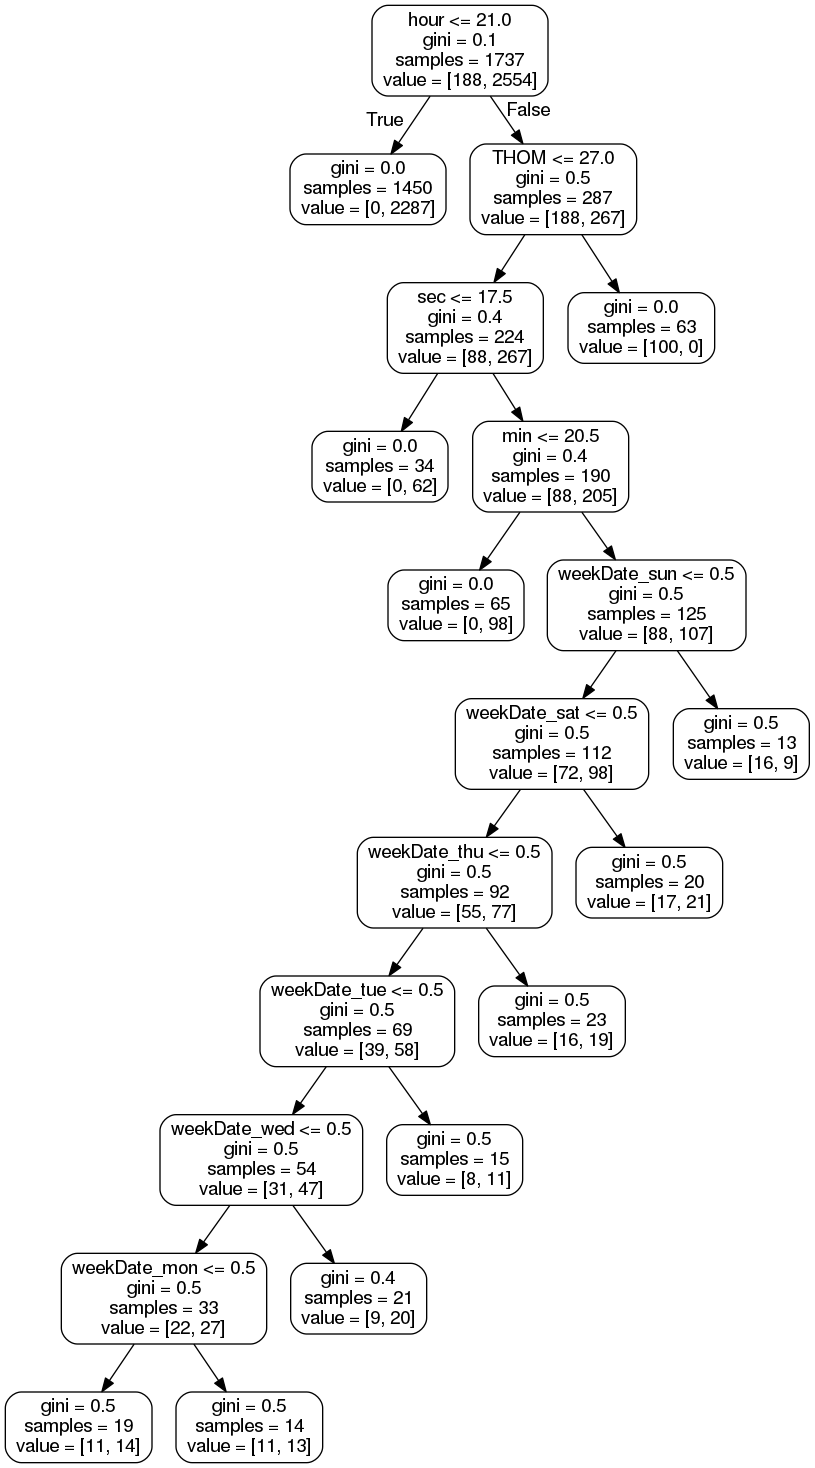 hour <= 21.0
gini = 0.1
samples = 1737
value = [188, 2554]
True
False
gini = 0.0
samples = 1450
value = [0, 2287]
THOM <= 27.0
gini = 0.5
samples = 287
value = [188, 267]
sec <= 17.5
gini = 0.4
samples = 224
value = [88, 267]
gini = 0.0
samples = 63
value = [100, 0]
gini = 0.0
samples = 34
value = [0, 62]
min <= 20.5
gini = 0.4
samples = 190
value = [88, 205]
gini = 0.0
samples = 65
value = [0, 98]
weekDate_sun <= 0.5
gini = 0.5
samples = 125
value = [88, 107]
weekDate_sat <= 0.5
gini = 0.5
samples = 112
value = [72, 98]
gini = 0.5
samples = 13
value = [16, 9]
weekDate_thu <= 0.5
gini = 0.5
samples = 92
value = [55, 77]
gini = 0.5
samples = 20
value = [17, 21]
weekDate_tue <= 0.5
gini = 0.5
samples = 69
value = [39, 58]
gini = 0.5
samples = 23
value = [16, 19]
weekDate_wed <= 0.5
gini = 0.5
samples = 54
value = [31, 47]
gini = 0.5
samples = 15
value = [8, 11]
weekDate_mon <= 0.5
gini = 0.5
samples = 33
value = [22, 27]
gini = 0.4
samples = 21
value = [9, 20]
gini = 0.5
samples = 19
value = [11, 14]
gini = 0.5
samples = 14
value = [11, 13]